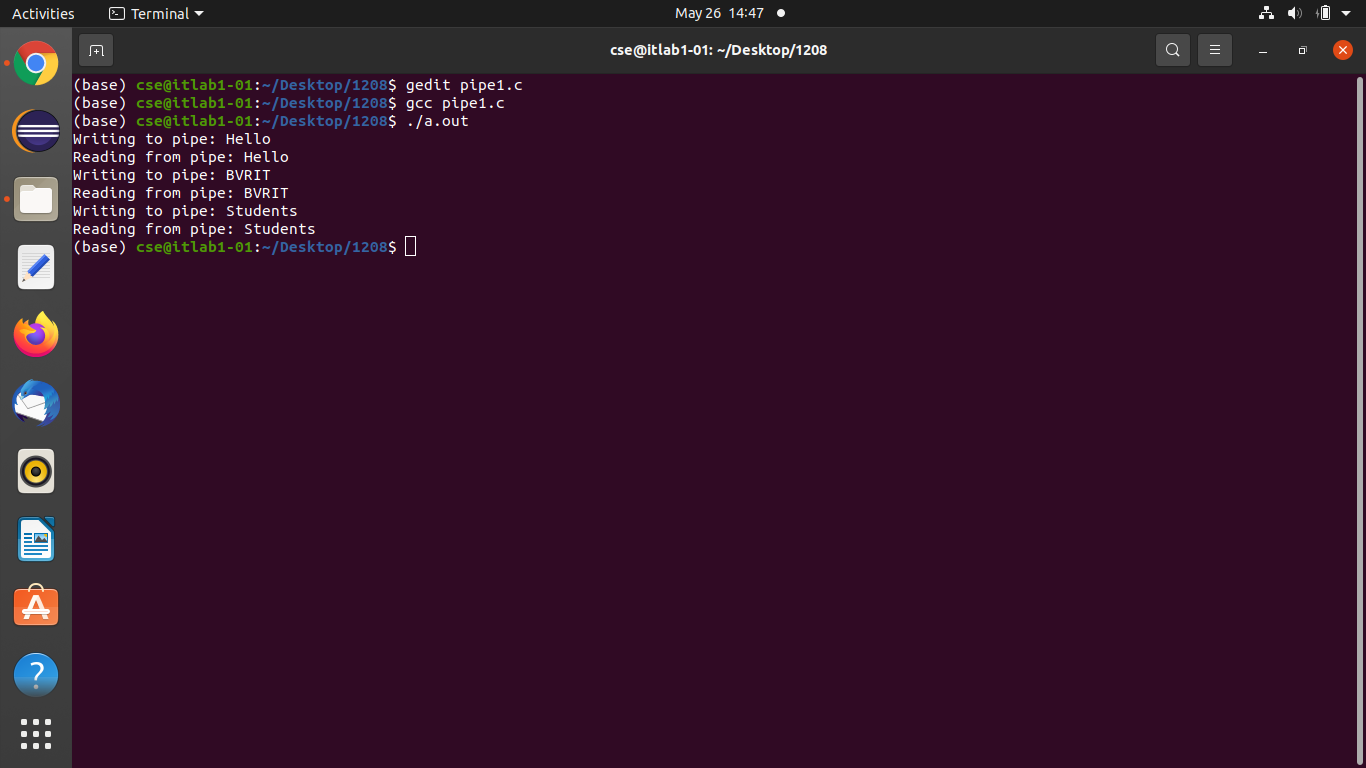 Activities Terminal May 26 14:47
cse@itlab1-01: ~/Desktop/1208
(base) cse@itlab1-01:~/Desktop/1208$ gedit pipe1.c
(base) cse@itlab1-01:~/Desktop/1208$ gcc pipe1.c
(base) cse@itlab1-01:~/Desktop/1208$ ./a.out
Writing to pipe: Hello
Reading from pipe: Hello
Writing to pipe: BVRIT
Reading from pipe: BVRIT
Writing to pipe: Students
Reading from pipe: Students
(base) cse@itlab1-01:~/Desktop/1208$